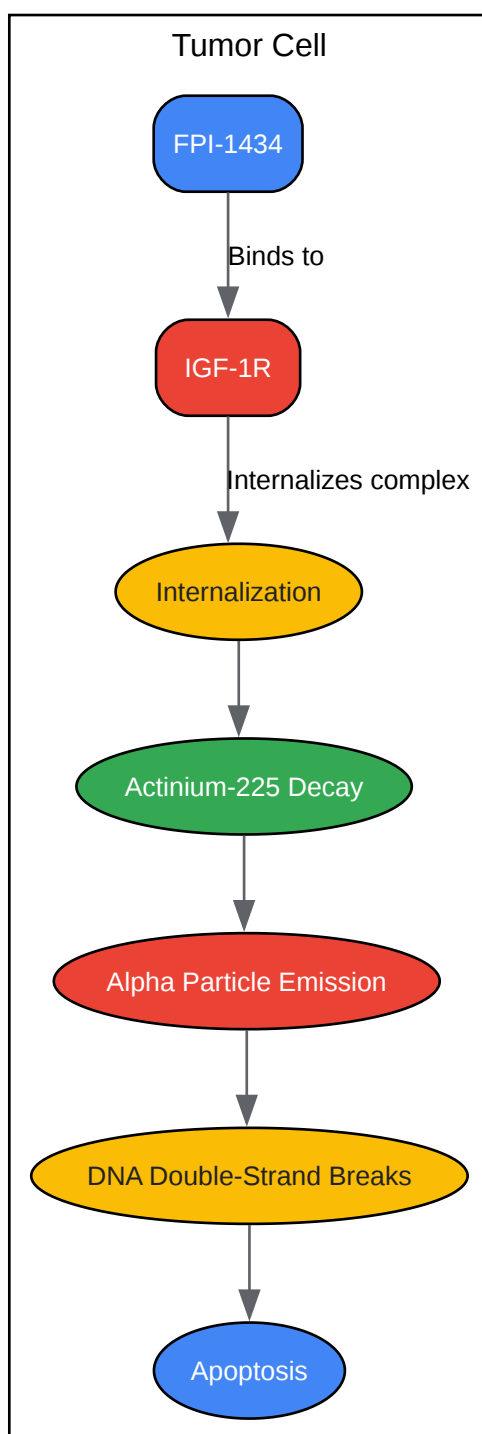 Tumor Cell
FPI-1434
Binds to
IGF-1R
Internalizes complex
Internalization
Actinium-225 Decay
Alpha Particle Emission
DNA Double-Strand Breaks
Apoptosis